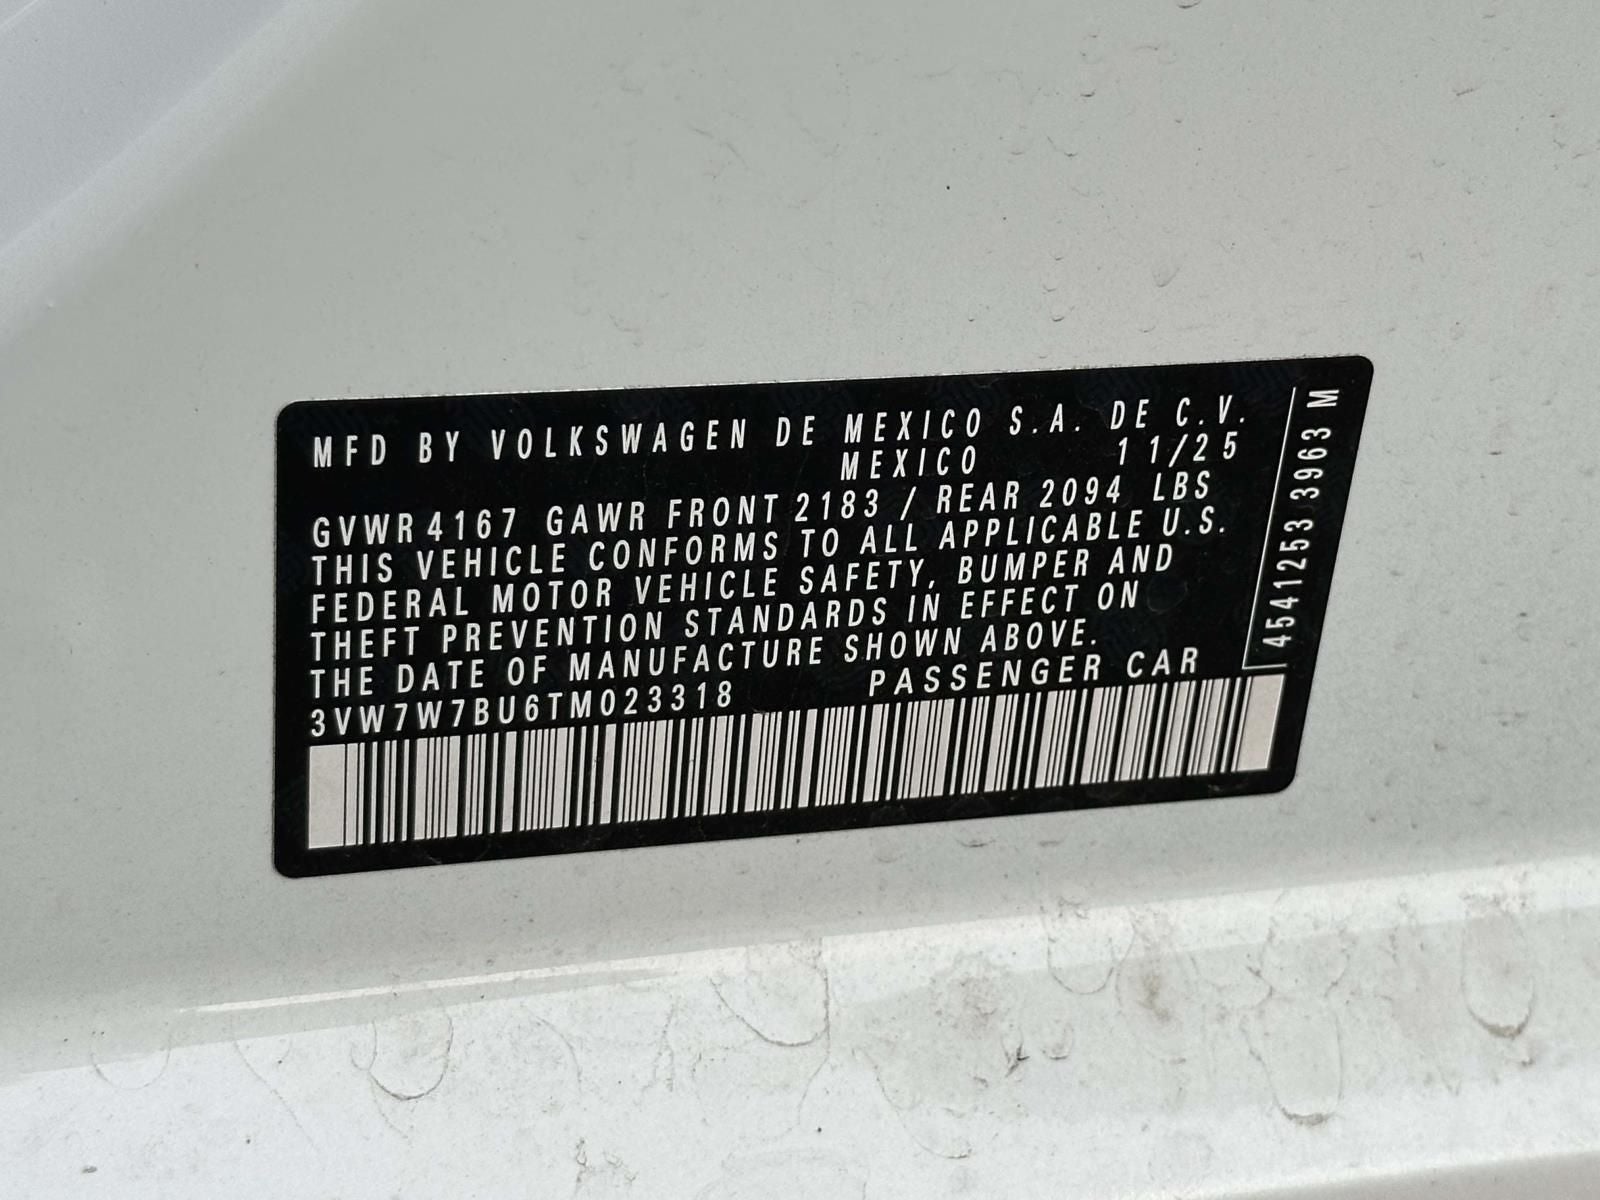 MFD BY VOLKSWAGEN DE MEXICO S.A. DE C.V.
MEXICO 11/25
GVWR 4167 GAWR FRONT 2183 / REAR 2094 LBS
THIS VEHICLE CONFORMS TO ALL APPLICABLE U.S.
FEDERAL MOTOR VEHICLE SAFETY, BUMPER AND
THEFT PREVENTION STANDARDS IN EFFECT ON
THE DATE OF MANUFACTURE SHOWN ABOVE.
3VW7W7BU6TM023318 PASSENGER CAR
4541253 3963 M